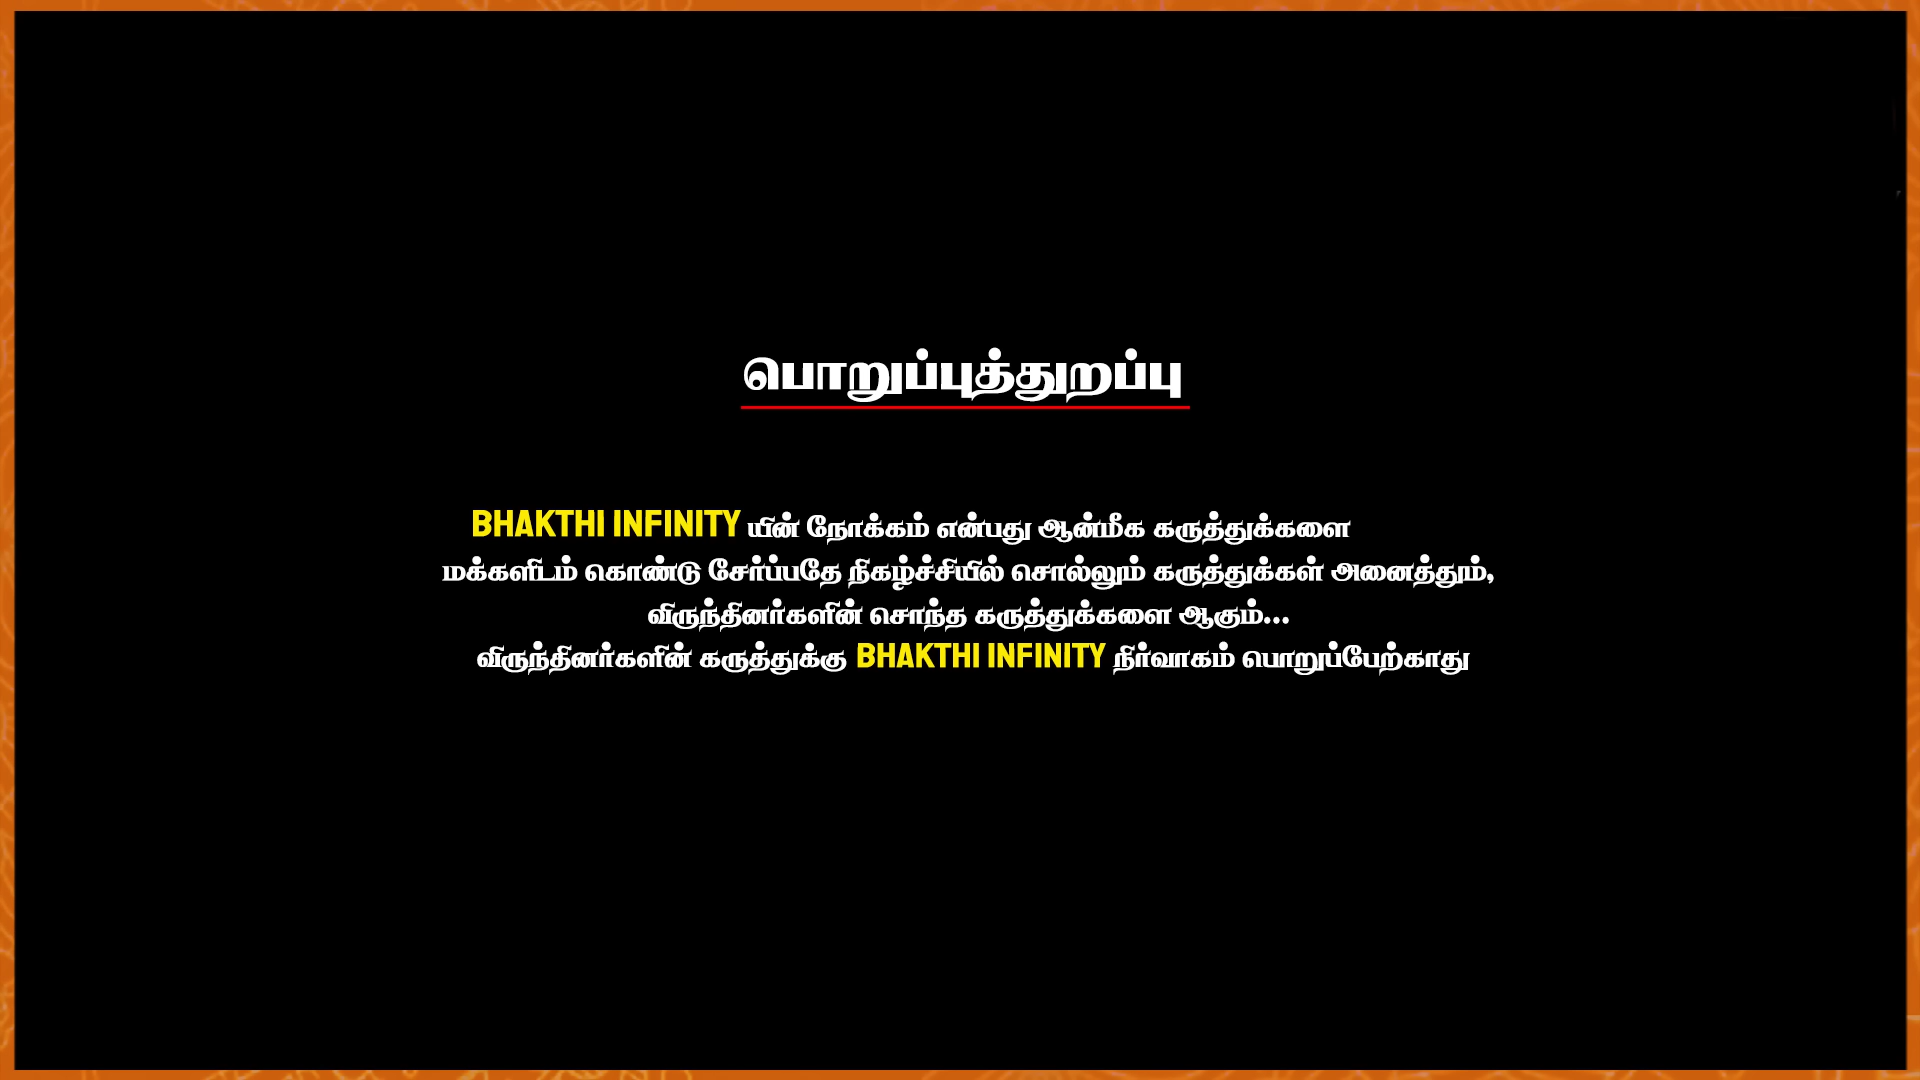 பொறுப்புத்துறப்பு
BHAKTHI INFINITY யின் நோக்கம் என்பது ஆன்மீக கருத்துக்களை
மக்களிடம் கொண்டு சேர்ப்பதே நிகழ்ச்சியில் சொல்லும் கருத்துக்கள் அனைத்தும்,
விருந்தினர்களின் சொந்த கருத்துக்களை ஆகும்...
விருந்தினர்களின் கருத்துக்கு BHAKTHI INFINITY நிர்வாகம் பொறுப்பேற்காது